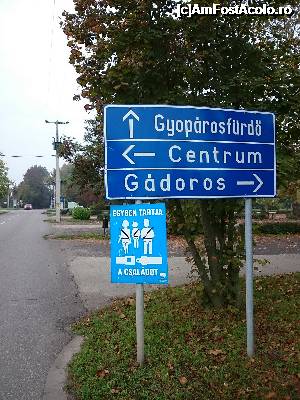 (c)AmFostAcolo.ro
Gyopárosfürdő
Centrum
Gádoros
EGYBEN TARTJA
A CSALÁDOT